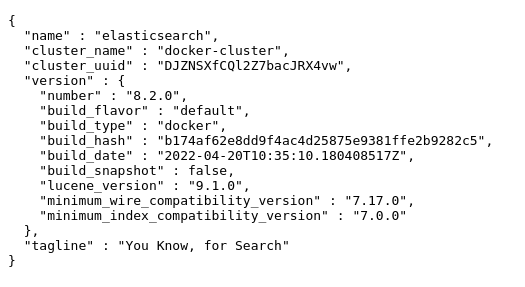 {
"name" : "elasticsearch",
"cluster_name" : "docker-cluster",
"cluster_uuid" : "DJZNSXfCQl2Z7bacJRX4vw",
"version" : {
"number" : "8.2.0",
"build_flavor" : "default",
"build_type" : "docker",
"build_hash" : "b174af62e8dd9f4ac4d25875e9381ffe2b9282c5",
"build_date" : "2022-04-20T10:35:10.180408517Z",
"build_snapshot" : false,
"lucene_version" : "9.1.0",
"minimum_wire_compatibility_version" : "7.17.0",
"minimum_index_compatibility_version" : "7.0.0"
},
"tagline" : "You Know, for Search"
}